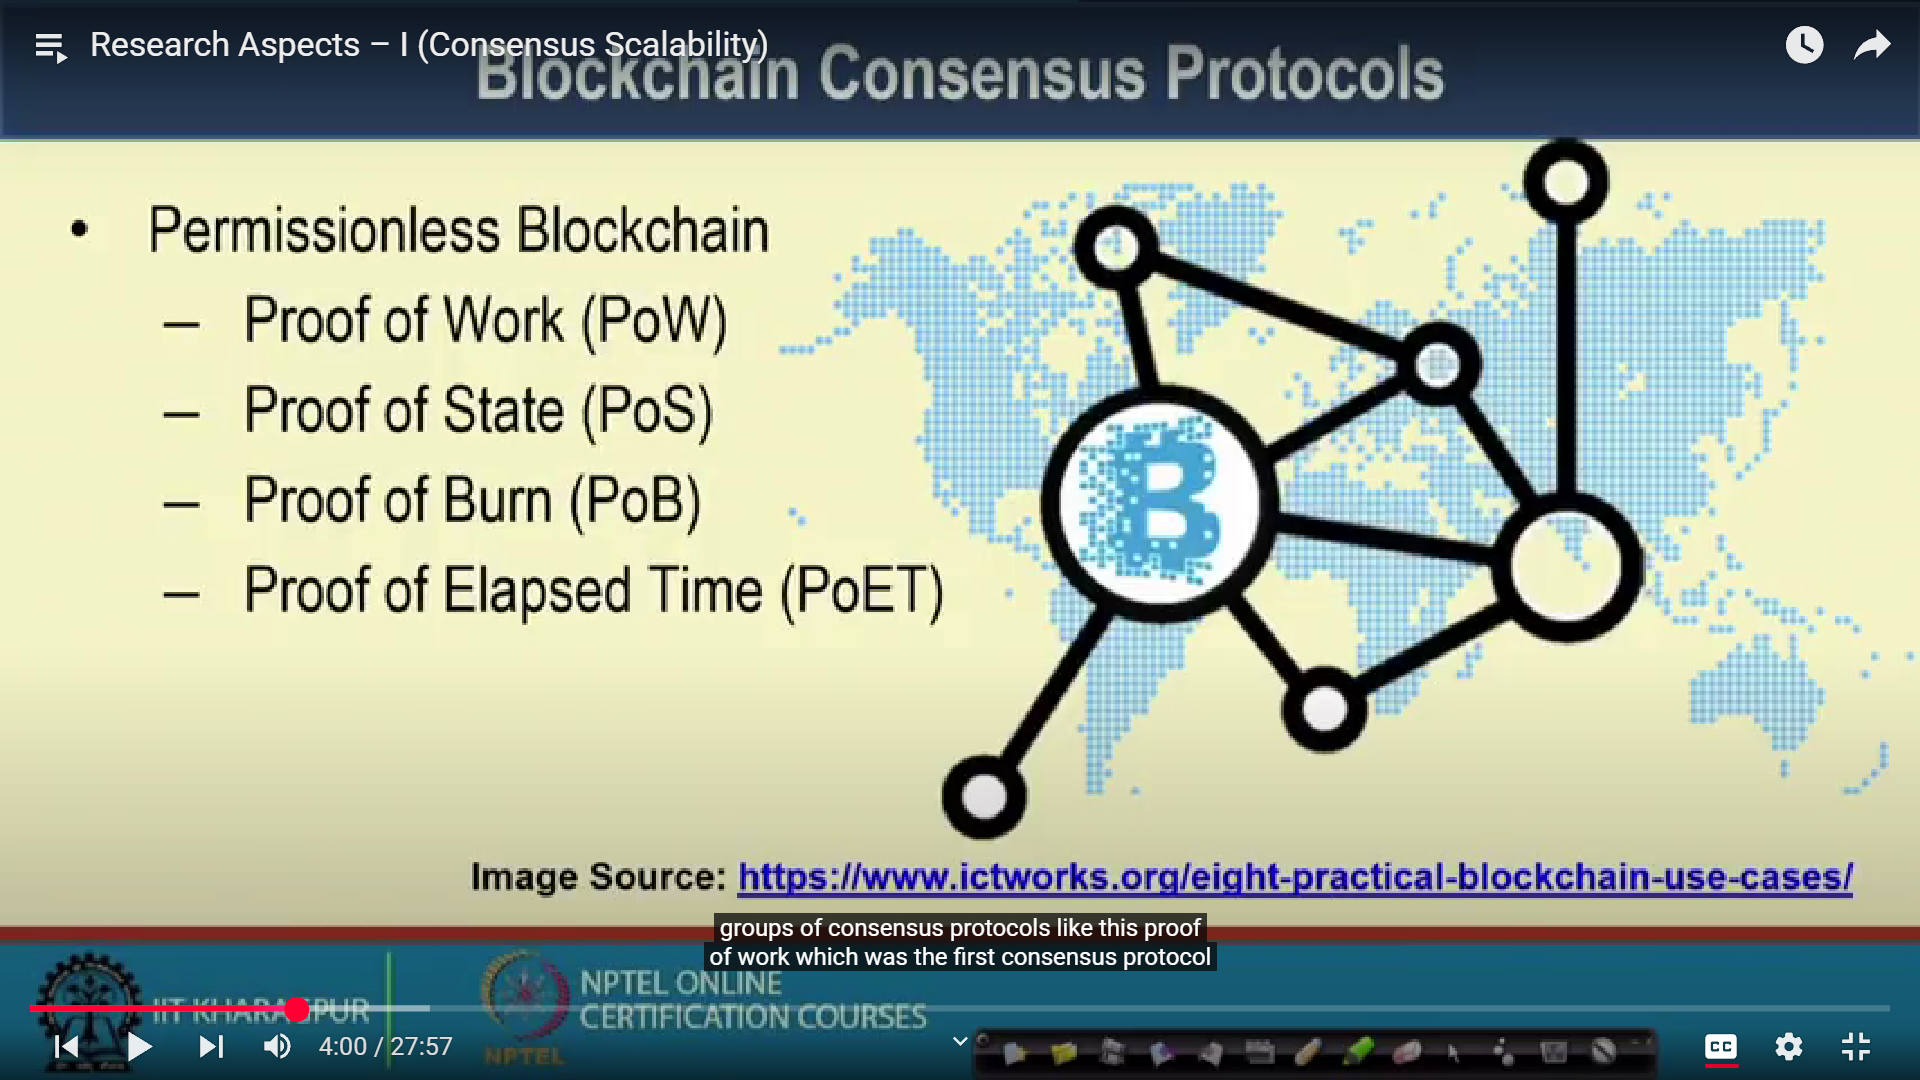 Research Aspects – I (Consensus Scalability)
Blockchain Consensus Protocols
• Permissionless Blockchain
– Proof of Work (PoW)
– Proof of State (PoS)
– Proof of Burn (PoB)
– Proof of Elapsed Time (PoET)
B
Image Source: https://www.ictworks.org/eight-practical-blockchain-use-cases/
groups of consensus protocols like this proof
of work which was the first consensus protocol
IIT KHARAGPUR
NPTEL ONLINE
CERTIFICATION COURSES
NPTEL
4:00 / 27:57
CC